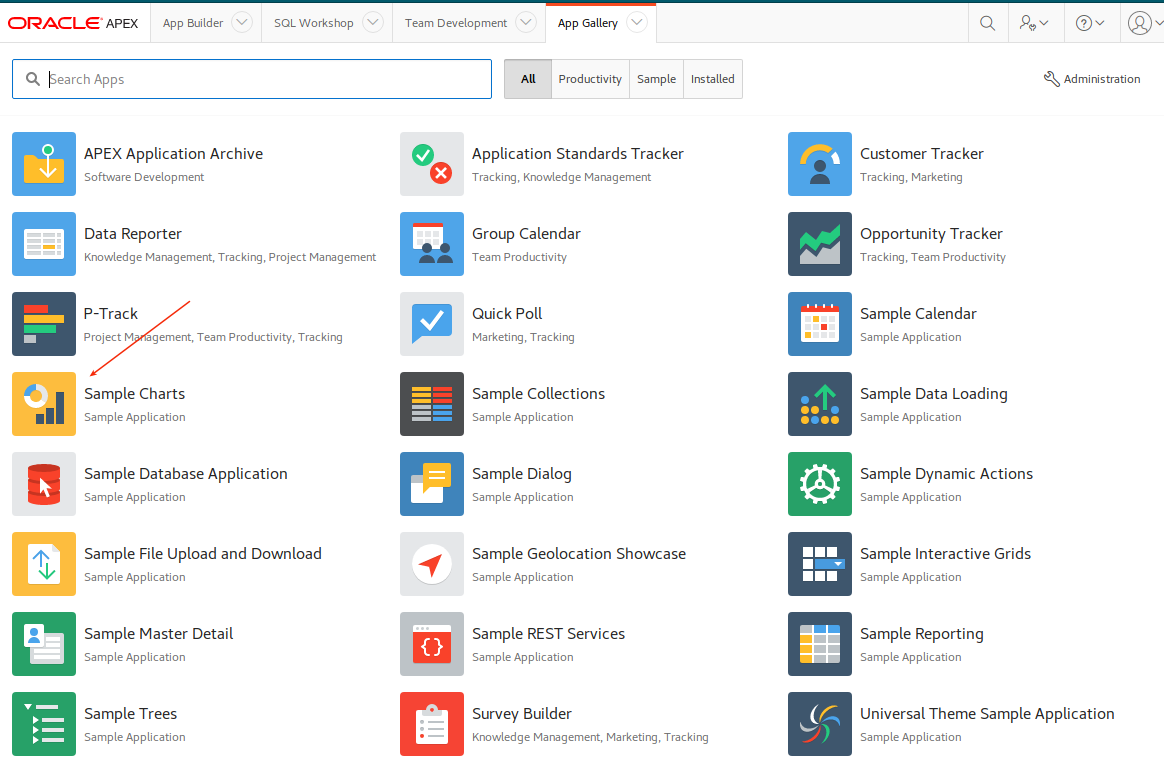 ORACLE APEX App Builder SQL Workshop Team Development App Gallery
Search Apps All Productivity Sample Installed Administration
APEX Application Archive
Software Development
Application Standards Tracker
Tracking, Knowledge Management
Customer Tracker
Tracking, Marketing
Data Reporter
Knowledge Management, Tracking, Project Management
Group Calendar
Team Productivity
Opportunity Tracker
Tracking, Team Productivity
P-Track
Project Management, Team Productivity, Tracking
Quick Poll
Marketing, Tracking
Sample Calendar
Sample Application
Sample Charts
Sample Application
Sample Collections
Sample Application
Sample Data Loading
Sample Application
Sample Database Application
Sample Application
Sample Dialog
Sample Application
Sample Dynamic Actions
Sample Application
Sample File Upload and Download
Sample Application
Sample Geolocation Showcase
Sample Application
Sample Interactive Grids
Sample Application
Sample Master Detail
Sample Application
Sample REST Services
Sample Application
Sample Reporting
Sample Application
Sample Trees
Sample Application
Survey Builder
Knowledge Management, Marketing, Tracking
Universal Theme Sample Application
Sample Application